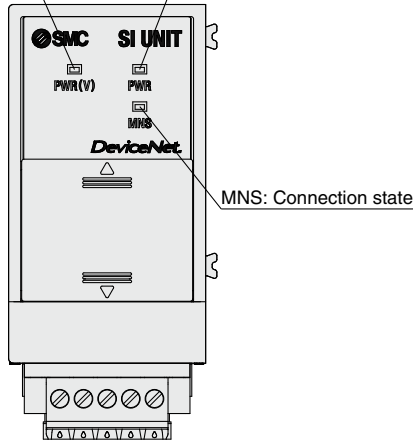 SMC SI UNIT
PWR(V) PWR
MNS
DeviceNet.
MNS: Connection state